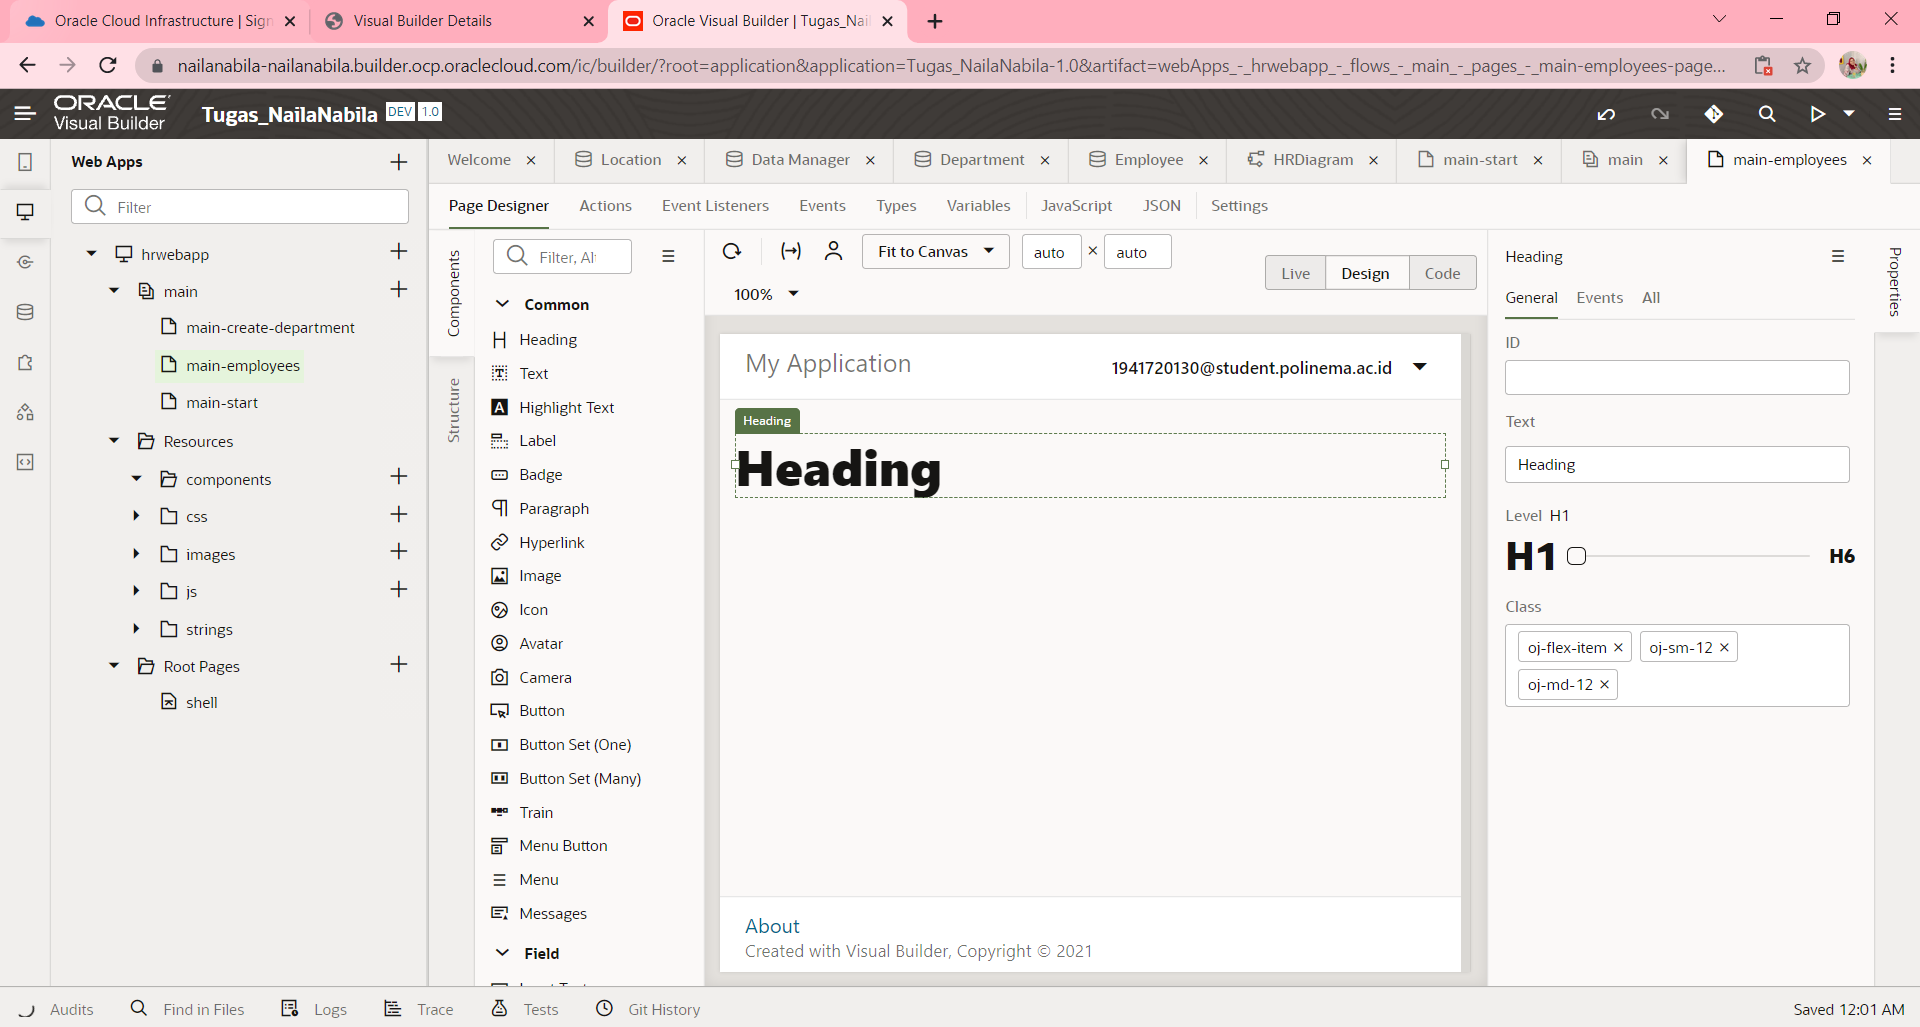 Oracle Cloud Infrastructure | Sign
Visual Builder Details
Oracle Visual Builder | Tugas_Nail
nailanabila-nailanabila.builder.ocp.oraclecloud.com/ic/builder/?root=application&application=Tugas_NailaNabila-1.0&artifact=webApps_-_hrwebapp_-_flows_-_main_-_pages_-_main-employees-page...
ORACLE
Visual Builder
Tugas_NailaNabila DEV 1.0
Web Apps
Filter
hrwebapp
main
main-create-department
main-employees
main-start
Resources
components
css
images
js
strings
Root Pages
shell
Welcome
Location
Data Manager
Department
Employee
HRDiagram
main-start
main
main-employees
Page Designer
Actions
Event Listeners
Events
Types
Variables
JavaScript
JSON
Settings
Components
Structure
Filter, Al
Common
Heading
Text
Highlight Text
Label
Badge
Paragraph
Hyperlink
Image
Icon
Avatar
Camera
Button
Button Set (One)
Button Set (Many)
Train
Menu Button
Menu
Messages
Field
Fit to Canvas
auto × auto
100%
Live
Design
Code
My Application
1941720130@student.polinema.ac.id
Heading
Heading
About
Created with Visual Builder, Copyright © 2021
Heading
General
Events
All
ID
Text
Heading
Level H1
H1
H6
Class
oj-flex-item
oj-sm-12
oj-md-12
Properties
Audits
Find in Files
Logs
Trace
Tests
Git History
Saved 12:01 AM